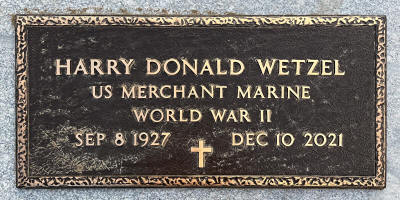 HARRY DONALD WETZEL
US MERCHANT MARINE
WORLD WAR II
SEP 8 1927 DEC 10 2021